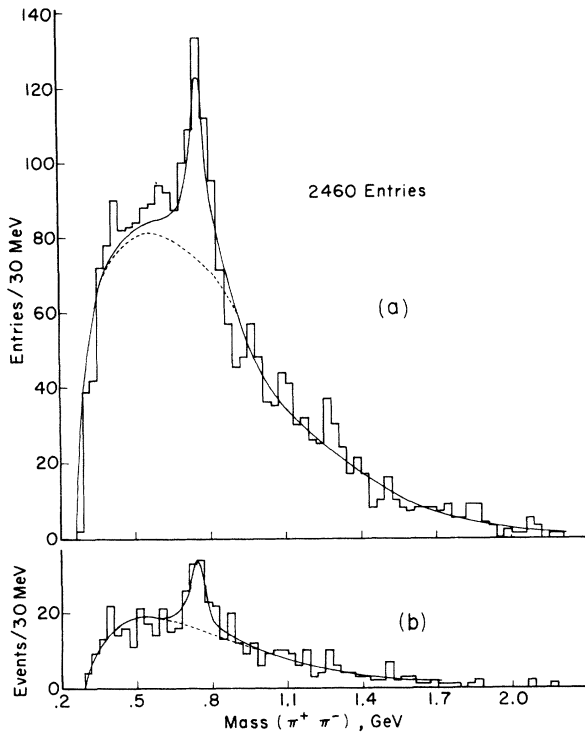 140
120
100
80
60
40
20
0
Entries/30 MeV
2460 Entries
(a)
20
0
Events/30 MeV
(b)
.2 .5 .8 1.1 1.4 1.7 2.0
Mass (π+ π−), GeV